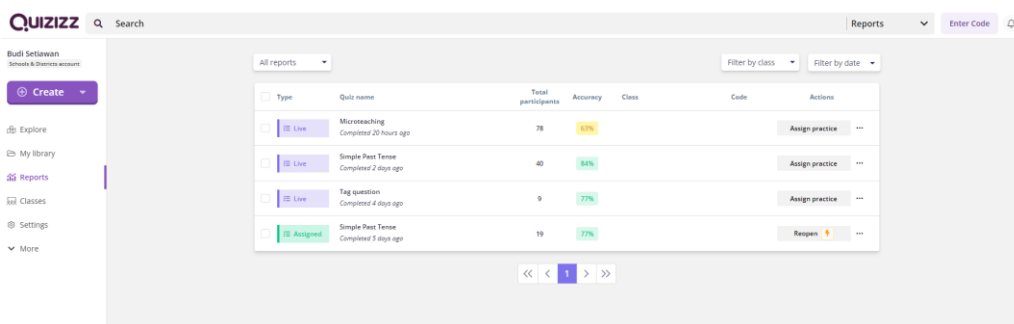 Quizizz
Search
Reports
Enter Code
Budi Setiawan
Schools & Districts account
Create
Explore
My library
Reports
Classes
Settings
More
All reports
Filter by class
Filter by date
Type Quiz name Total participants Accuracy Class Code Actions
Live Microteaching 78 63% Assign practice ...
Completed 20 hours ago
Live Simple Past Tense 40 84% Assign practice ...
Completed 2 days ago
Live Tag question 9 77% Assign practice ...
Completed 4 days ago
Assigned Simple Past Tense 19 77% Reopen ...
Completed 5 days ago
<< < 1 > >>